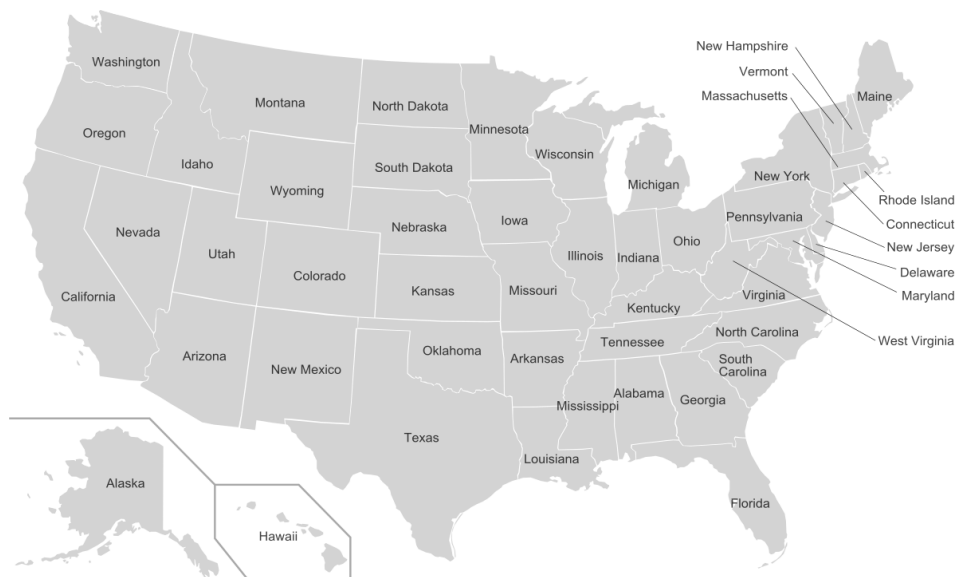 New Hampshire
Vermont
Massachusetts
Washington
Maine
Montana
North Dakota
Minnesota
Oregon
Idaho
South Dakota
Wisconsin
Michigan
New York
Wyoming
Rhode Island
Connecticut
Nevada
Nebraska
Iowa
Pennsylvania
New Jersey
Utah
Ohio
Illinois
Indiana
Delaware
Colorado
California
Kansas
Missouri
Virginia
Maryland
Kentucky
North Carolina
West Virginia
Tennessee
Arizona
Oklahoma
Arkansas
South
Carolina
New Mexico
Alabama
Georgia
Mississippi
Texas
Louisiana
Alaska
Florida
Hawaii